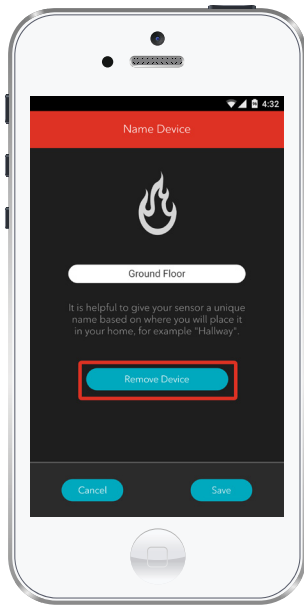 4:32
Name Device
Ground Floor
It is helpful to give your sensor a unique
name based on where you will place it
in your home, for example "Hallway".
Remove Device
Cancel Save